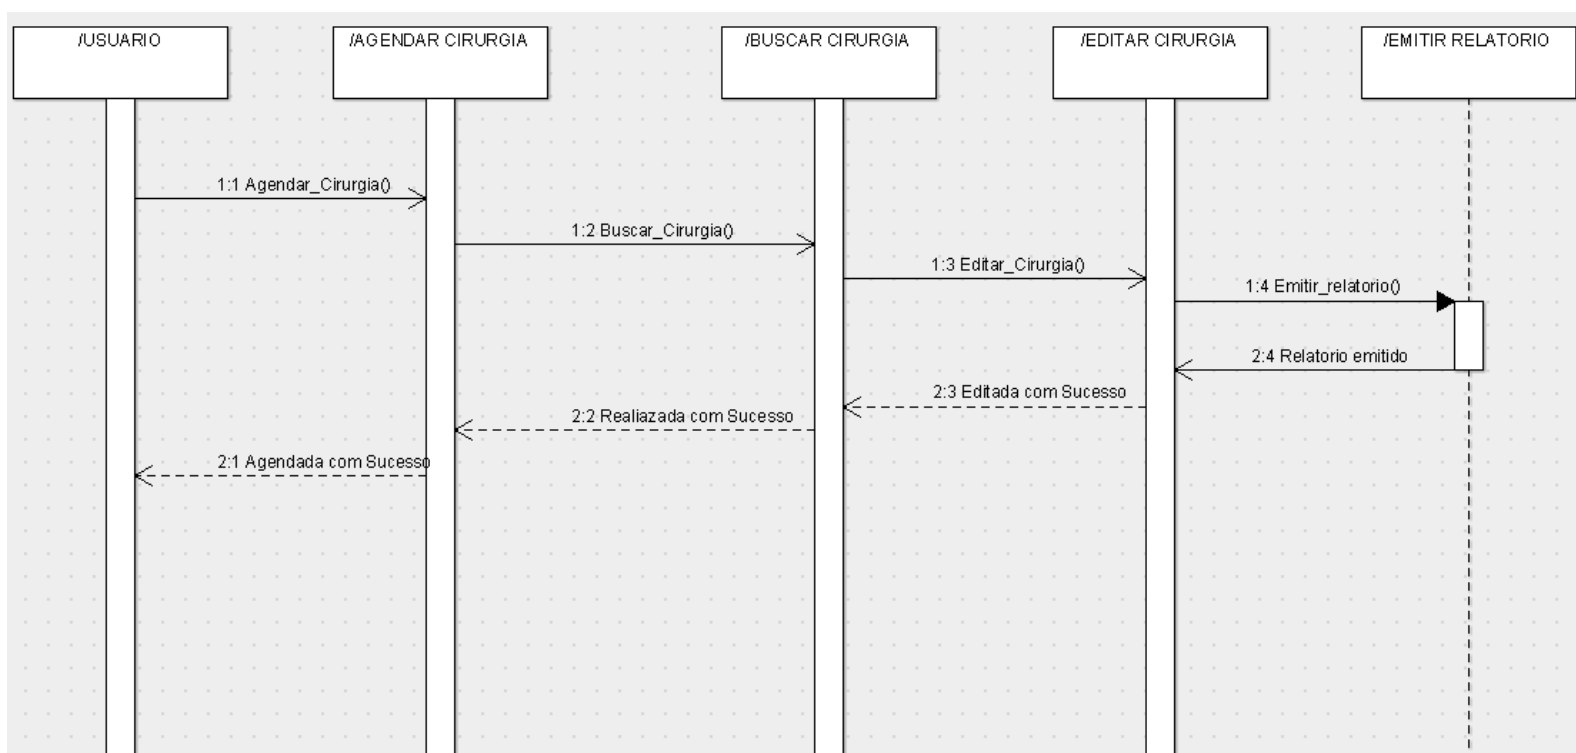 /USUARIO
/AGENDAR CIRURGIA
/BUSCAR CIRURGIA
/EDITAR CIRURGIA
/EMITIR RELATORIO
1:1 Agendar_Cirurgia()
1:2 Buscar_Cirurgia()
1:3 Editar_Cirurgia()
1:4 Emitir_relatorio()
2:4 Relatorio emitido
2:3 Editada com Sucesso
2:2 Realiazada com Sucesso
2:1 Agendada com Sucesso